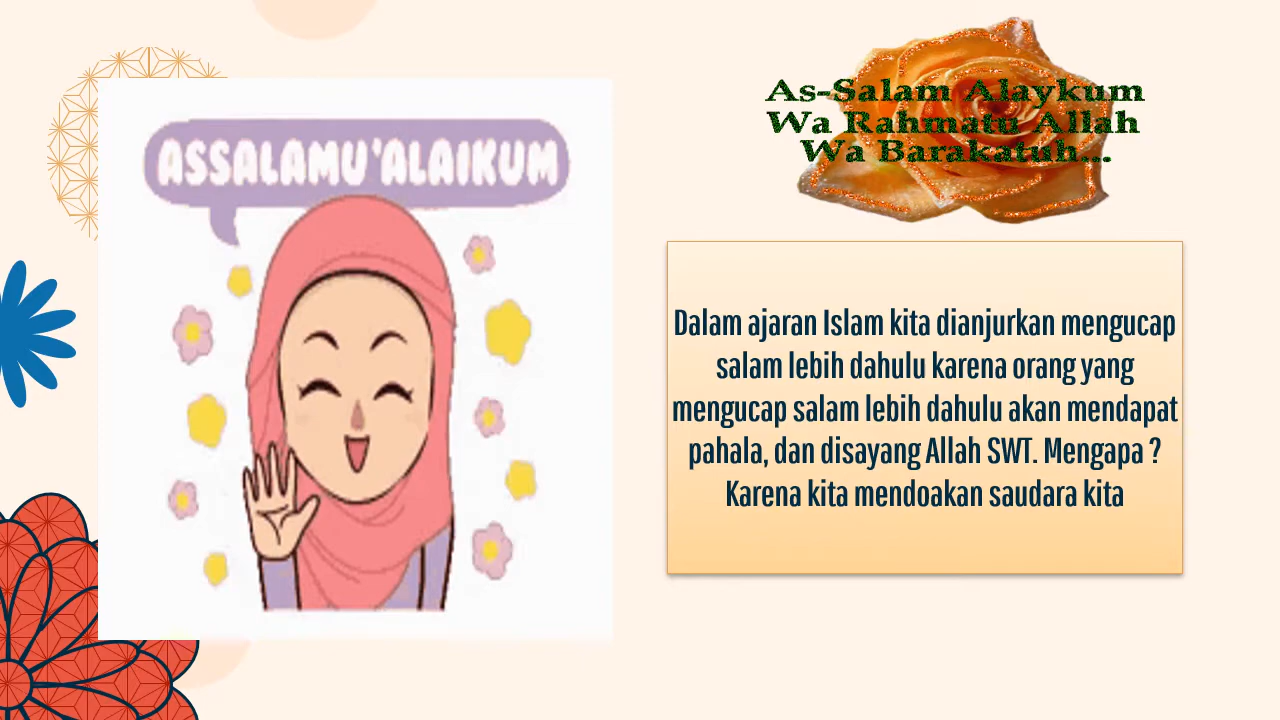 ASSALAMU'ALAIKUM
As-Salam Alaykum
Wa Rahmatu Allah
Wa Barakatuh...
Dalam ajaran Islam kita dianjurkan mengucap
salam lebih dahulu karena orang yang
mengucap salam lebih dahulu akan mendapat
pahala, dan disayang Allah SWT. Mengapa ?
Karena kita mendoakan saudara kita